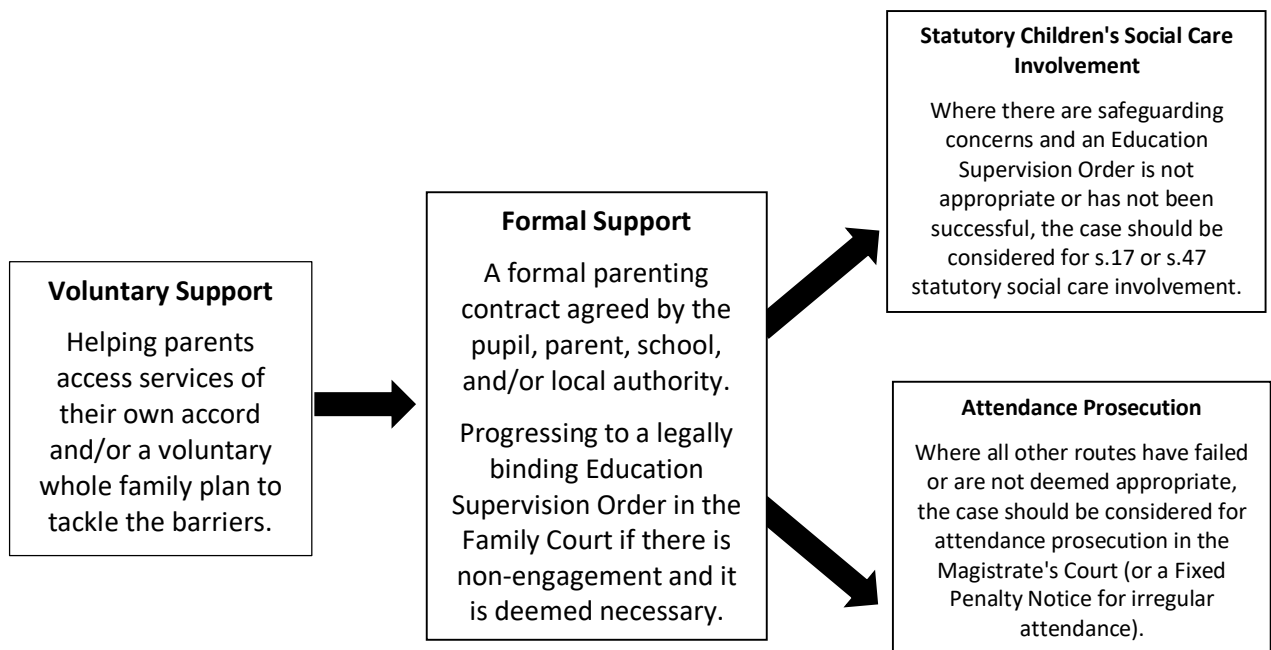 Voluntary Support
Helping parents
access services of
their own accord
and/or a voluntary
whole family plan to
tackle the barriers.
Formal Support
A formal parenting
contract agreed by the
pupil, parent, school,
and/or local authority.
Progressing to a legally
binding Education
Supervision Order in the
Family Court if there is
non-engagement and it
is deemed necessary.
Statutory Children's Social Care
Involvement
Where there are safeguarding
concerns and an Education
Supervision Order is not
appropriate or has not been
successful, the case should be
considered for s.17 or s.47
statutory social care involvement.
Attendance Prosecution
Where all other routes have failed
or are not deemed appropriate,
the case should be considered for
attendance prosecution in the
Magistrate's Court (or a Fixed
Penalty Notice for irregular
attendance).